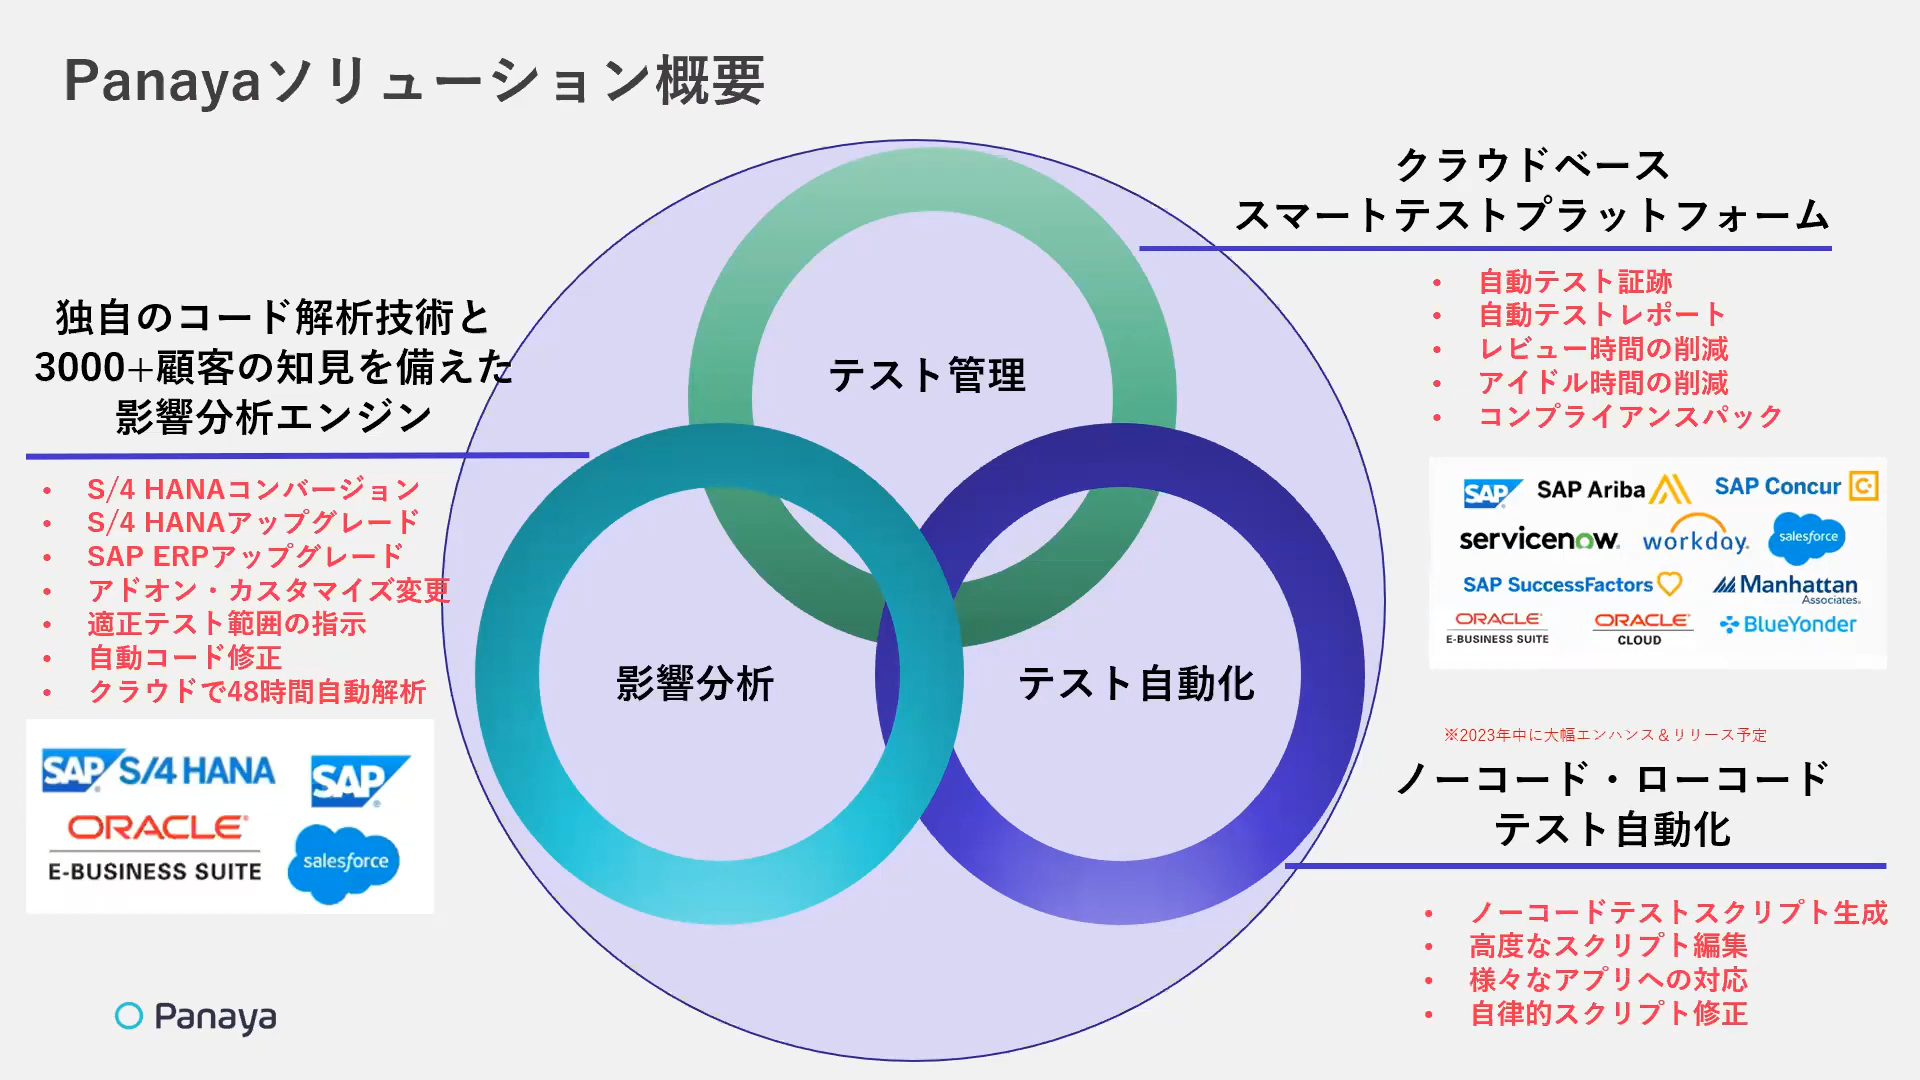 Panayaソリューション概要
独自のコード解析技術と
3000+顧客の知見を備えた
影響分析エンジン
• S/4 HANAコンバージョン
• S/4 HANAアップグレード
• SAP ERPアップグレード
• アドオン・カスタマイズ変更
• 適正テスト範囲の指示
• 自動コード修正
• クラウドで48時間自動解析
SAP S/4 HANA
SAP
ORACLE
E-BUSINESS SUITE
salesforce
Panaya
テスト管理
影響分析
テスト自動化
クラウドベース
スマートテストプラットフォーム
• 自動テスト証跡
• 自動テストレポート
• レビュー時間の削減
• アイドル時間の削減
• コンプライアンスパック
SAP SAP Ariba SAP Concur
servicenow workday. salesforce
SAP SuccessFactors Manhattan Associates.
ORACLE E-BUSINESS SUITE
ORACLE CLOUD
BlueYonder
※2023年中に大幅エンハンス＆リリース予定
ノーコード・ローコード
テスト自動化
• ノーコードテストスクリプト生成
• 高度なスクリプト編集
• 様々なアプリへの対応
• 自律的スクリプト修正